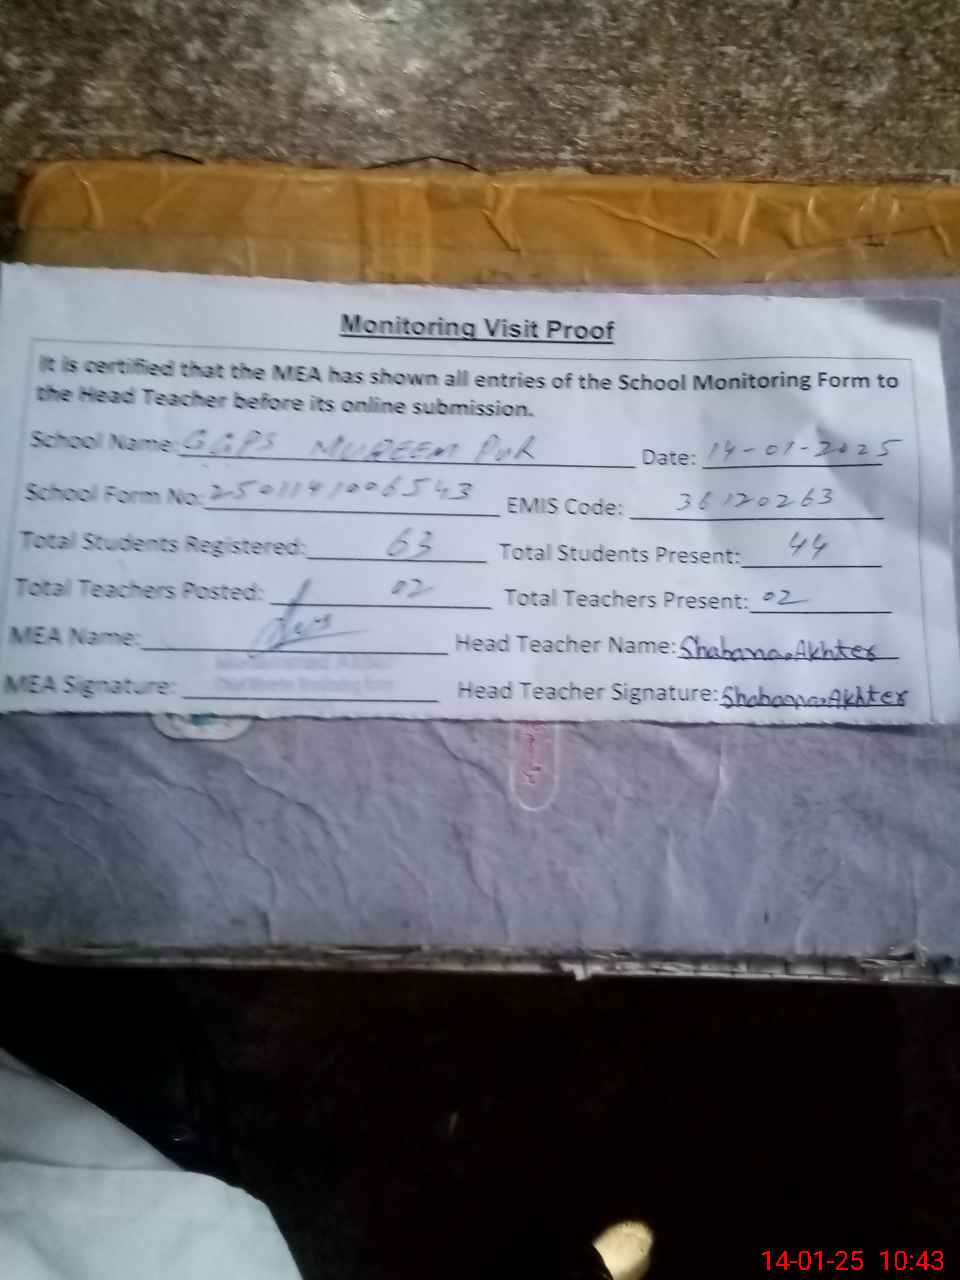 Monitoring Visit Proof
It is certified that the MEA has shown all entries of the School Monitoring Form to
the Head Teacher before its online submission.
School Name: GGPS MUREEM PUR Date: 14-01-2025
School Form No: 2501141006543 EMIS Code: 36120263
Total Students Registered: 63 Total Students Present: 44
Total Teachers Posted: 02 Total Teachers Present: 02
MEA Name: Head Teacher Name: Shabana Akhter
MEA Signature: Head Teacher Signature: Shabana Akhter
14-01-25 10:43